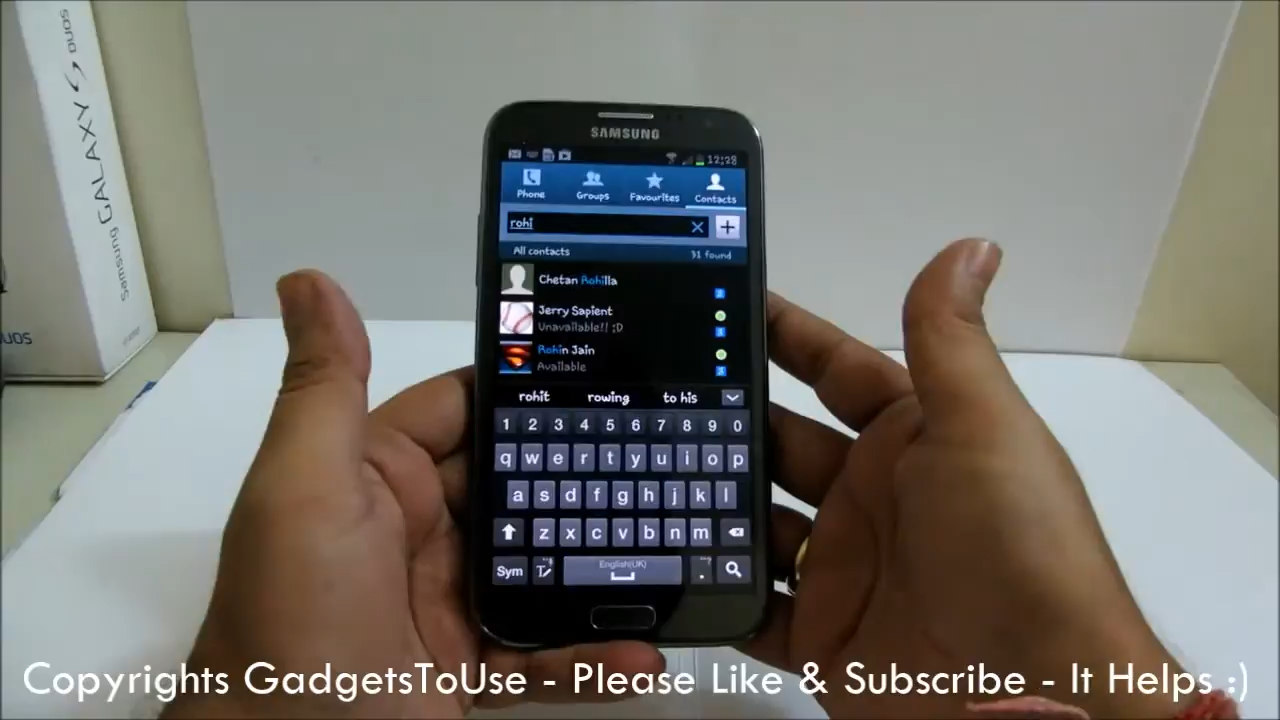 Samsung GALAXY S DUOS
DUOS
SAMSUNG
12:28
Phone
Groups
Favourites
Contacts
rohi
All contacts
31 found
Chetan Rohilla
Jerry Sapient
Unavailable!! ;D
Rohin Jain
Available
rohit rowing to his
1 2 3 4 5 6 7 8 9 0
q w e r t y u i o p
a s d f g h j k l
z x c v b n m
Sym English(UK) .
Copyrights GadgetsToUse - Please Like & Subscribe - It Helps :)